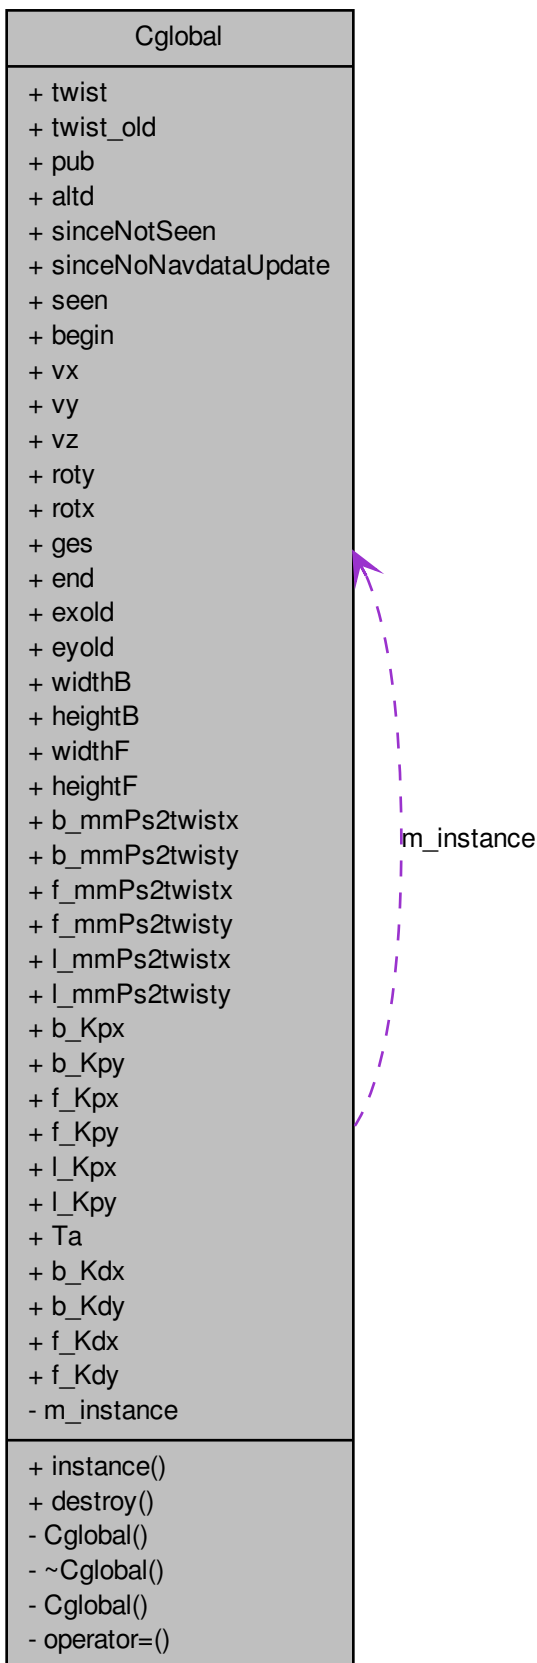 Cglobal
+ twist
+ twist_old
+ pub
+ altd
+ sinceNotSeen
+ sinceNoNavdataUpdate
+ seen
+ begin
+ vx
+ vy
+ vz
+ roty
+ rotx
+ ges
+ end
+ exold
+ eyold
+ widthB
+ heightB
+ widthF
+ heightF
+ b_mmPs2twistx
+ b_mmPs2twisty
+ f_mmPs2twistx
+ f_mmPs2twisty
+ l_mmPs2twistx
+ l_mmPs2twisty
+ b_Kpx
+ b_Kpy
+ f_Kpx
+ f_Kpy
+ l_Kpx
+ l_Kpy
+ Ta
+ b_Kdx
+ b_Kdy
+ f_Kdx
+ f_Kdy
- m_instance
+ instance()
+ destroy()
- Cglobal()
- ~Cglobal()
- Cglobal()
- operator=()
m_instance